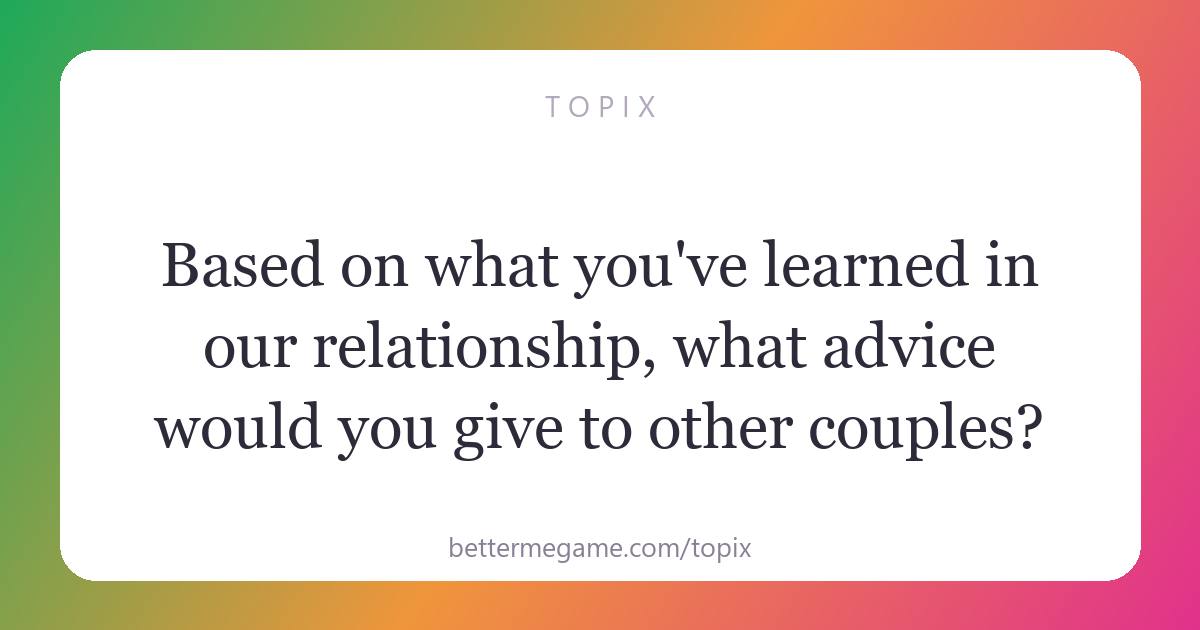 TOPIX
Based on what you've learned in
our relationship, what advice
would you give to other couples?
bettermegame.com/topix